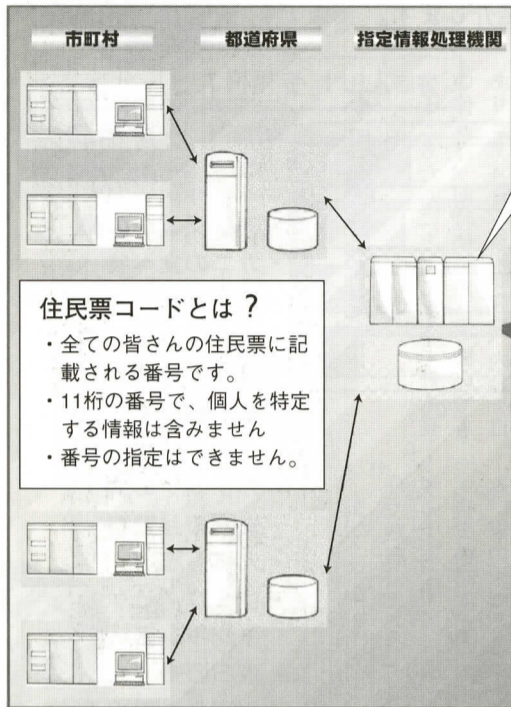 市町村
都道府県
指定情報処理機関
住民票コードとは？
・全ての皆さんの住民票に記
載される番号です。
・11桁の番号で、個人を特定
する情報は含みません
・番号の指定はできません。